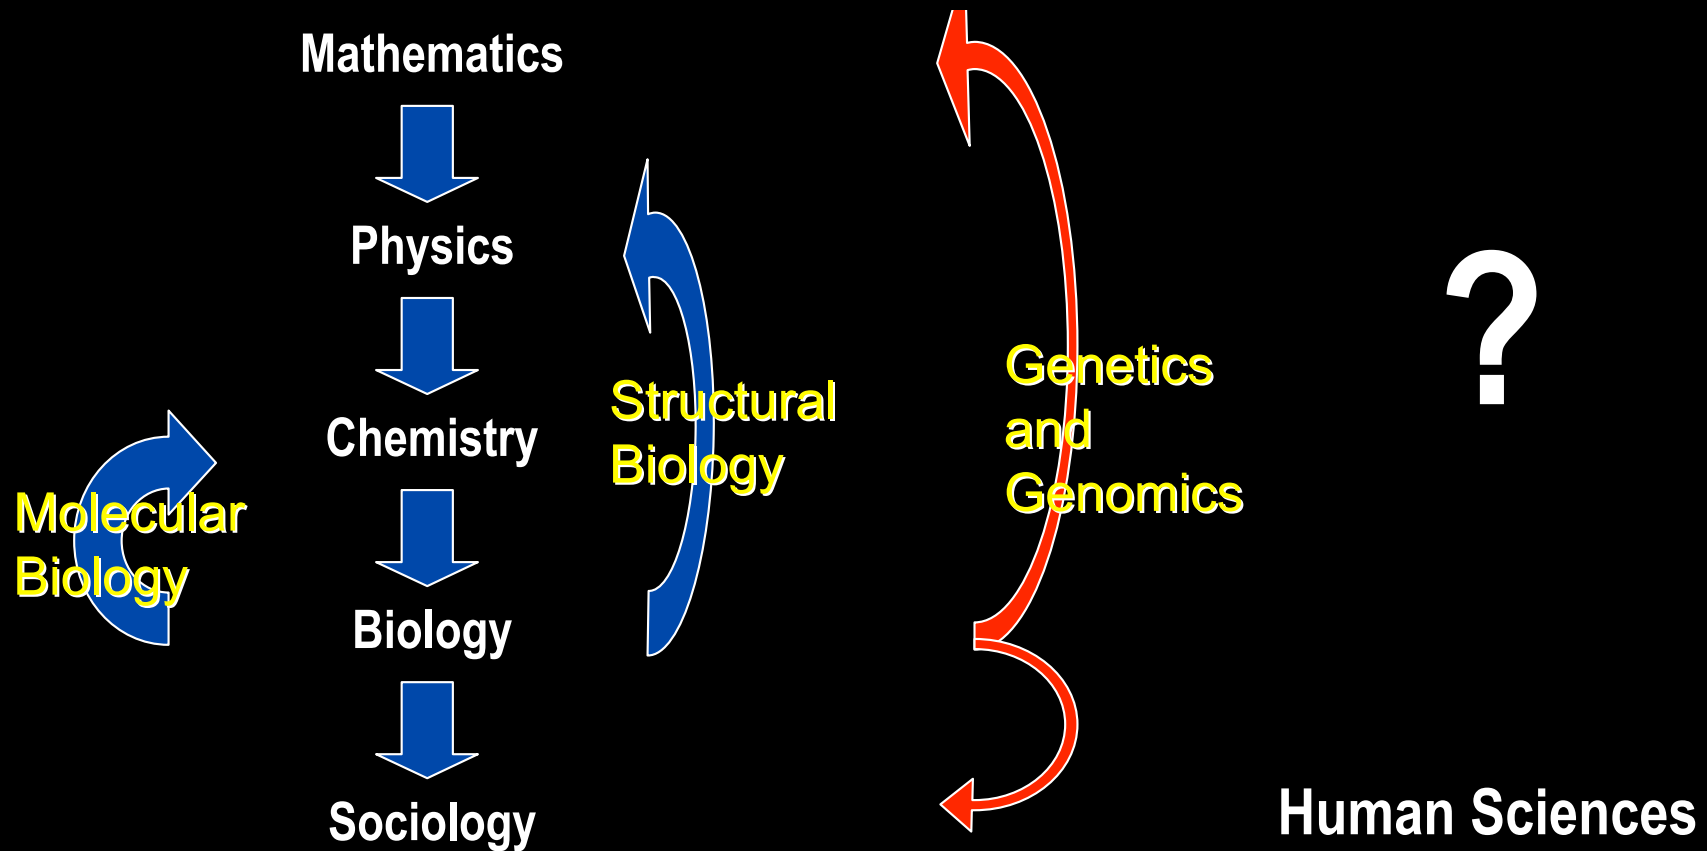 Mathematics
Physics
?
Genetics
and
Genomics
Structural
Biology
Chemistry
Molecular
Biology
Biology
Human Sciences
Sociology